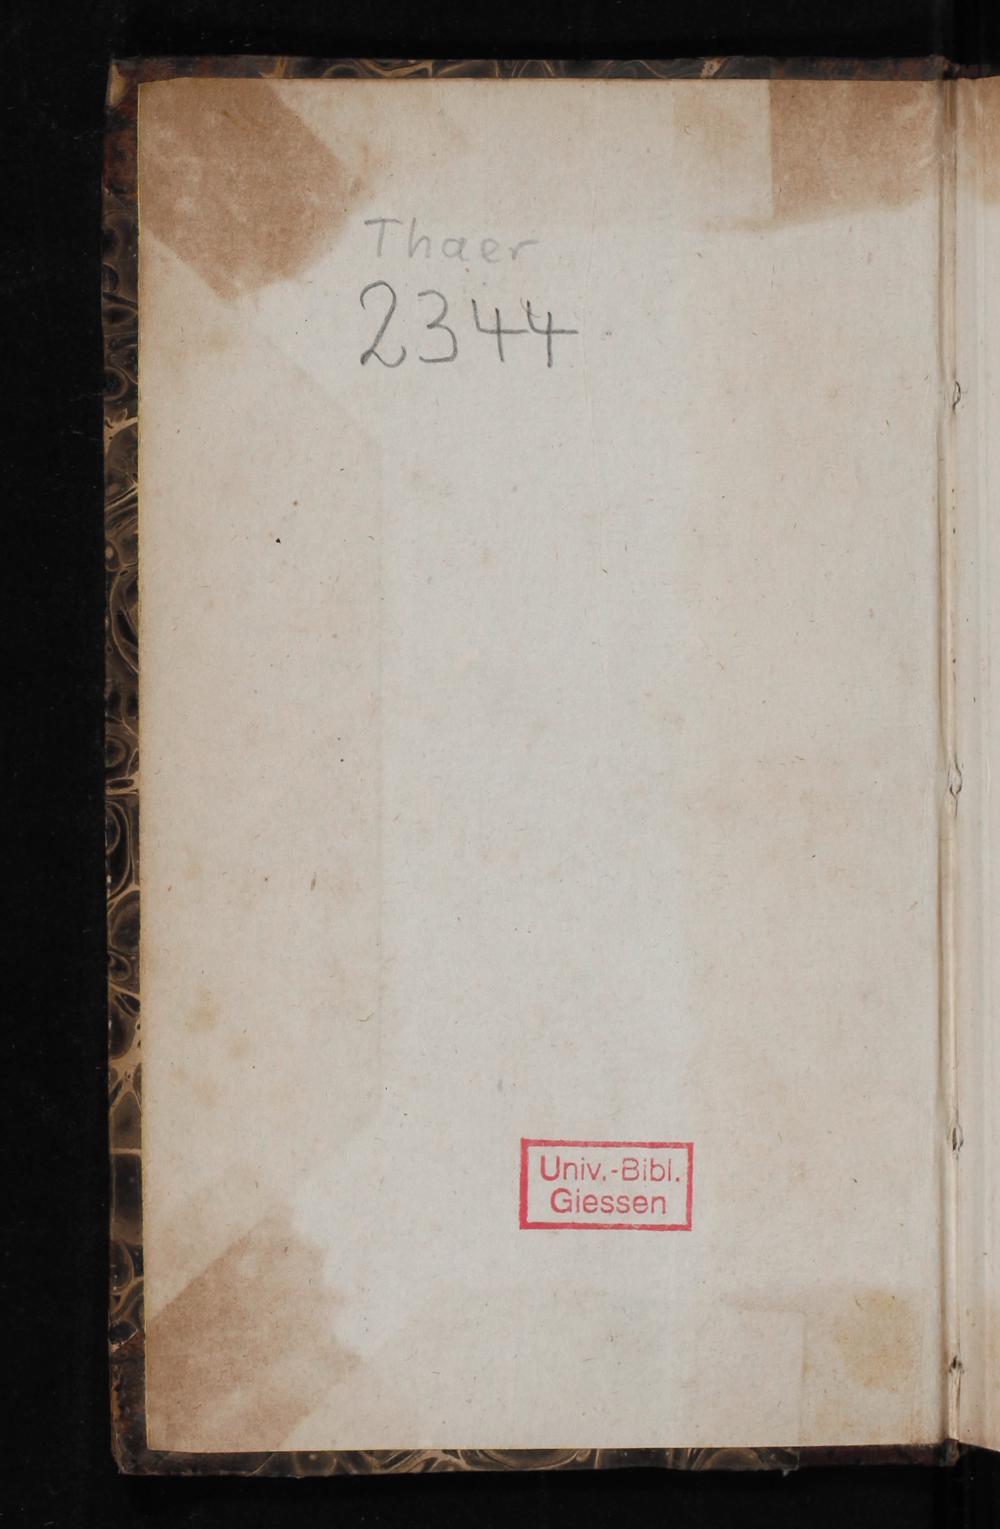 Thaer
2344
Univ.-Bibl.
Giessen